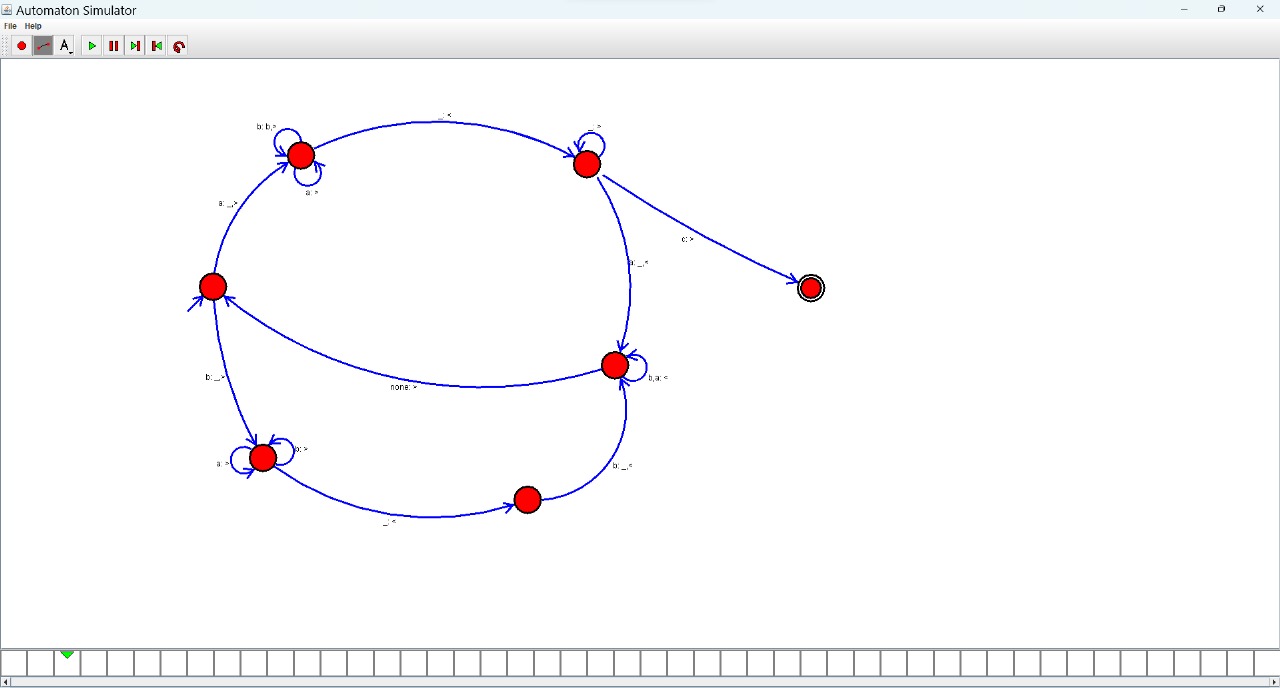 Automaton Simulator
File Help
A
_: <
b: b,>
_: >
a: >
a: _,>
c: >
a: _,<
b: _,>
none: >
b,a: <
b: >
a: >
b: _,<
_: <